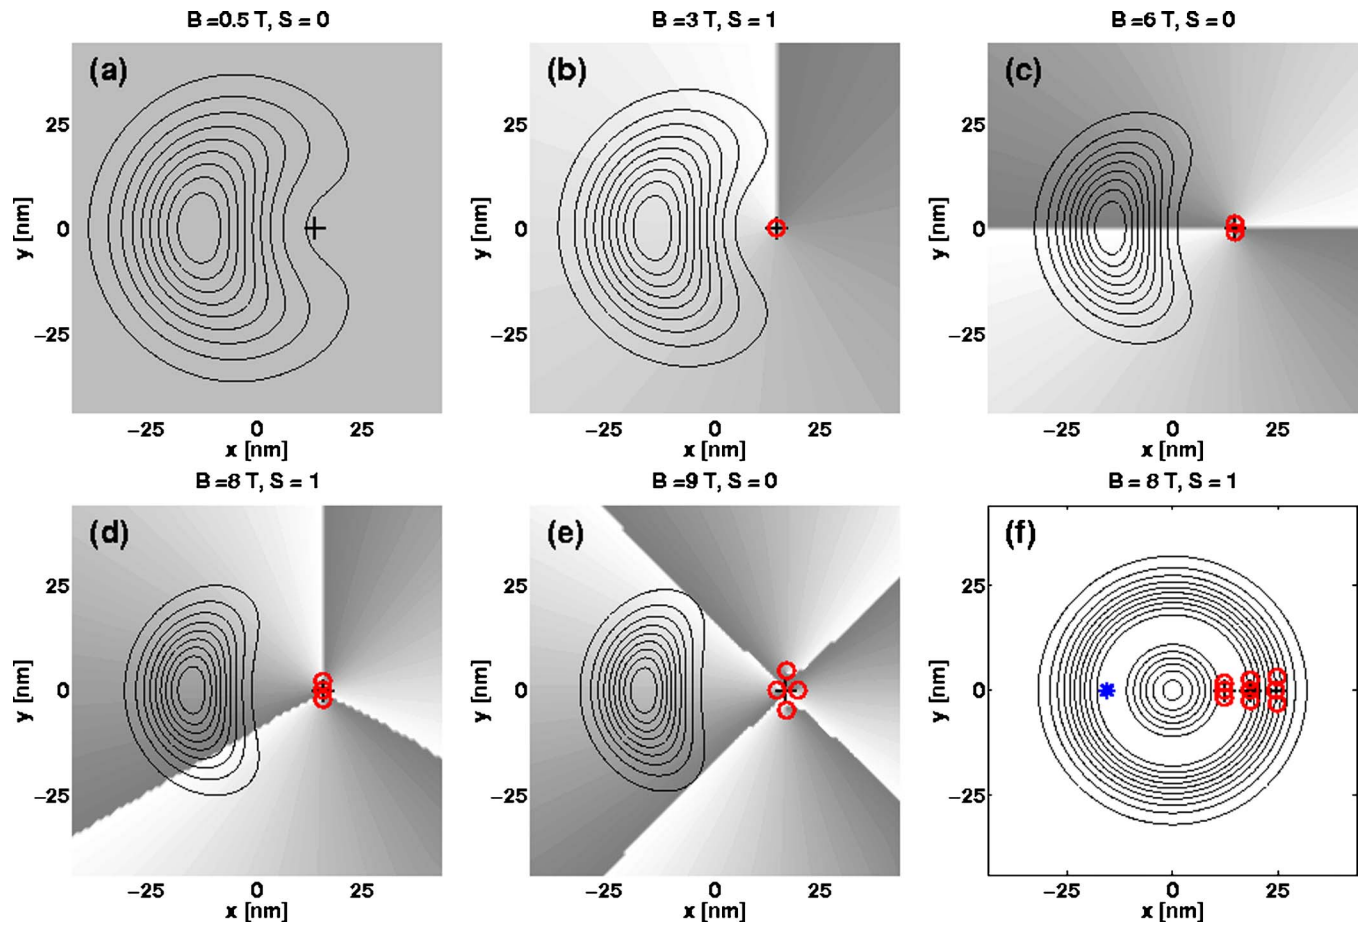 B =0.5 T, S = 0
B =3 T, S = 1
B =6 T, S = 0
(a)
(b)
(c)
25
25
25
y [nm]
0
y [nm]
0
y [nm]
0
−25
−25
−25
−25 0 25
−25 0 25
−25 0 25
x [nm]
x [nm]
x [nm]
B =8 T, S = 1
B =9 T, S = 0
B = 8 T, S = 1
(d)
(e)
(f)
25
25
25
y [nm]
0
y [nm]
0
y [nm]
0
−25
−25
−25
−25 0 25
−25 0 25
−25 0 25
x [nm]
x [nm]
x [nm]